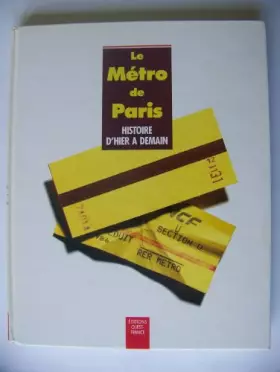 Le
Métro
de
Paris
HISTOIRE
D'HIER A DEMAIN
SECTION U
RER METRO
EDITIONS
OUEST-
FRANCE